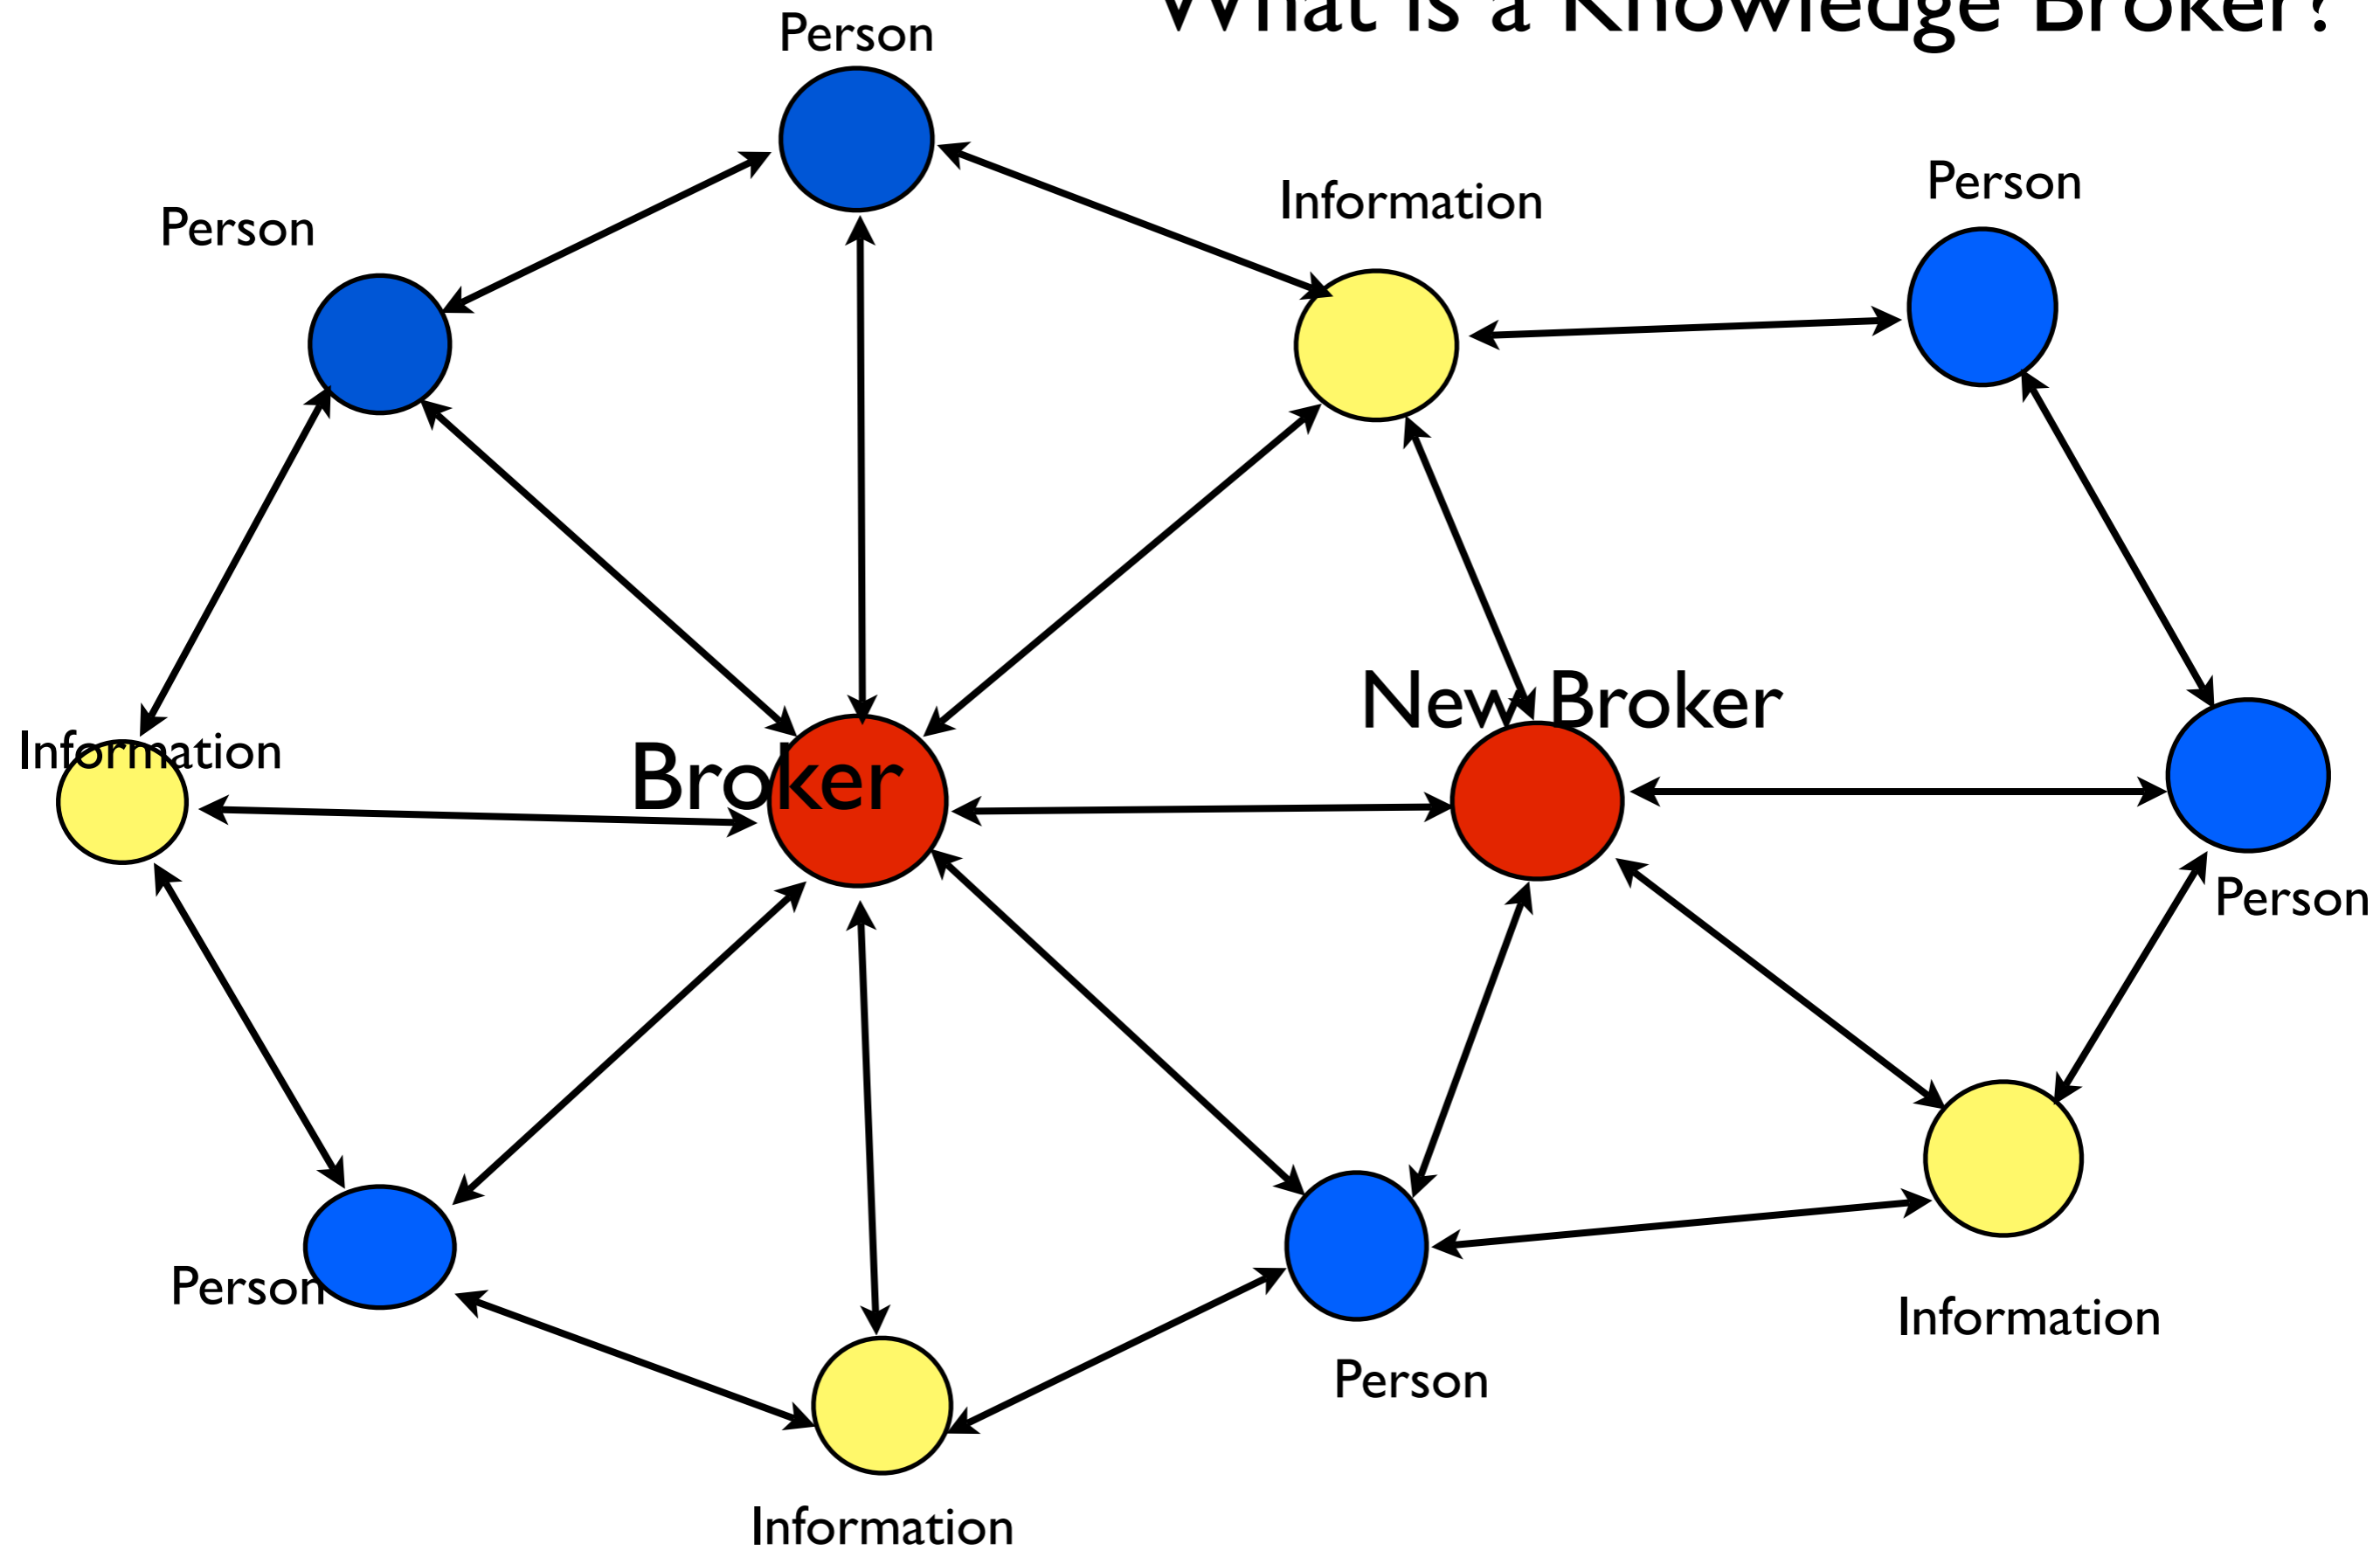 What is a Knowledge Broker?
Person
Person
Information
Person
New Broker
Information
Broker
Person
Person
Information
Person
Information